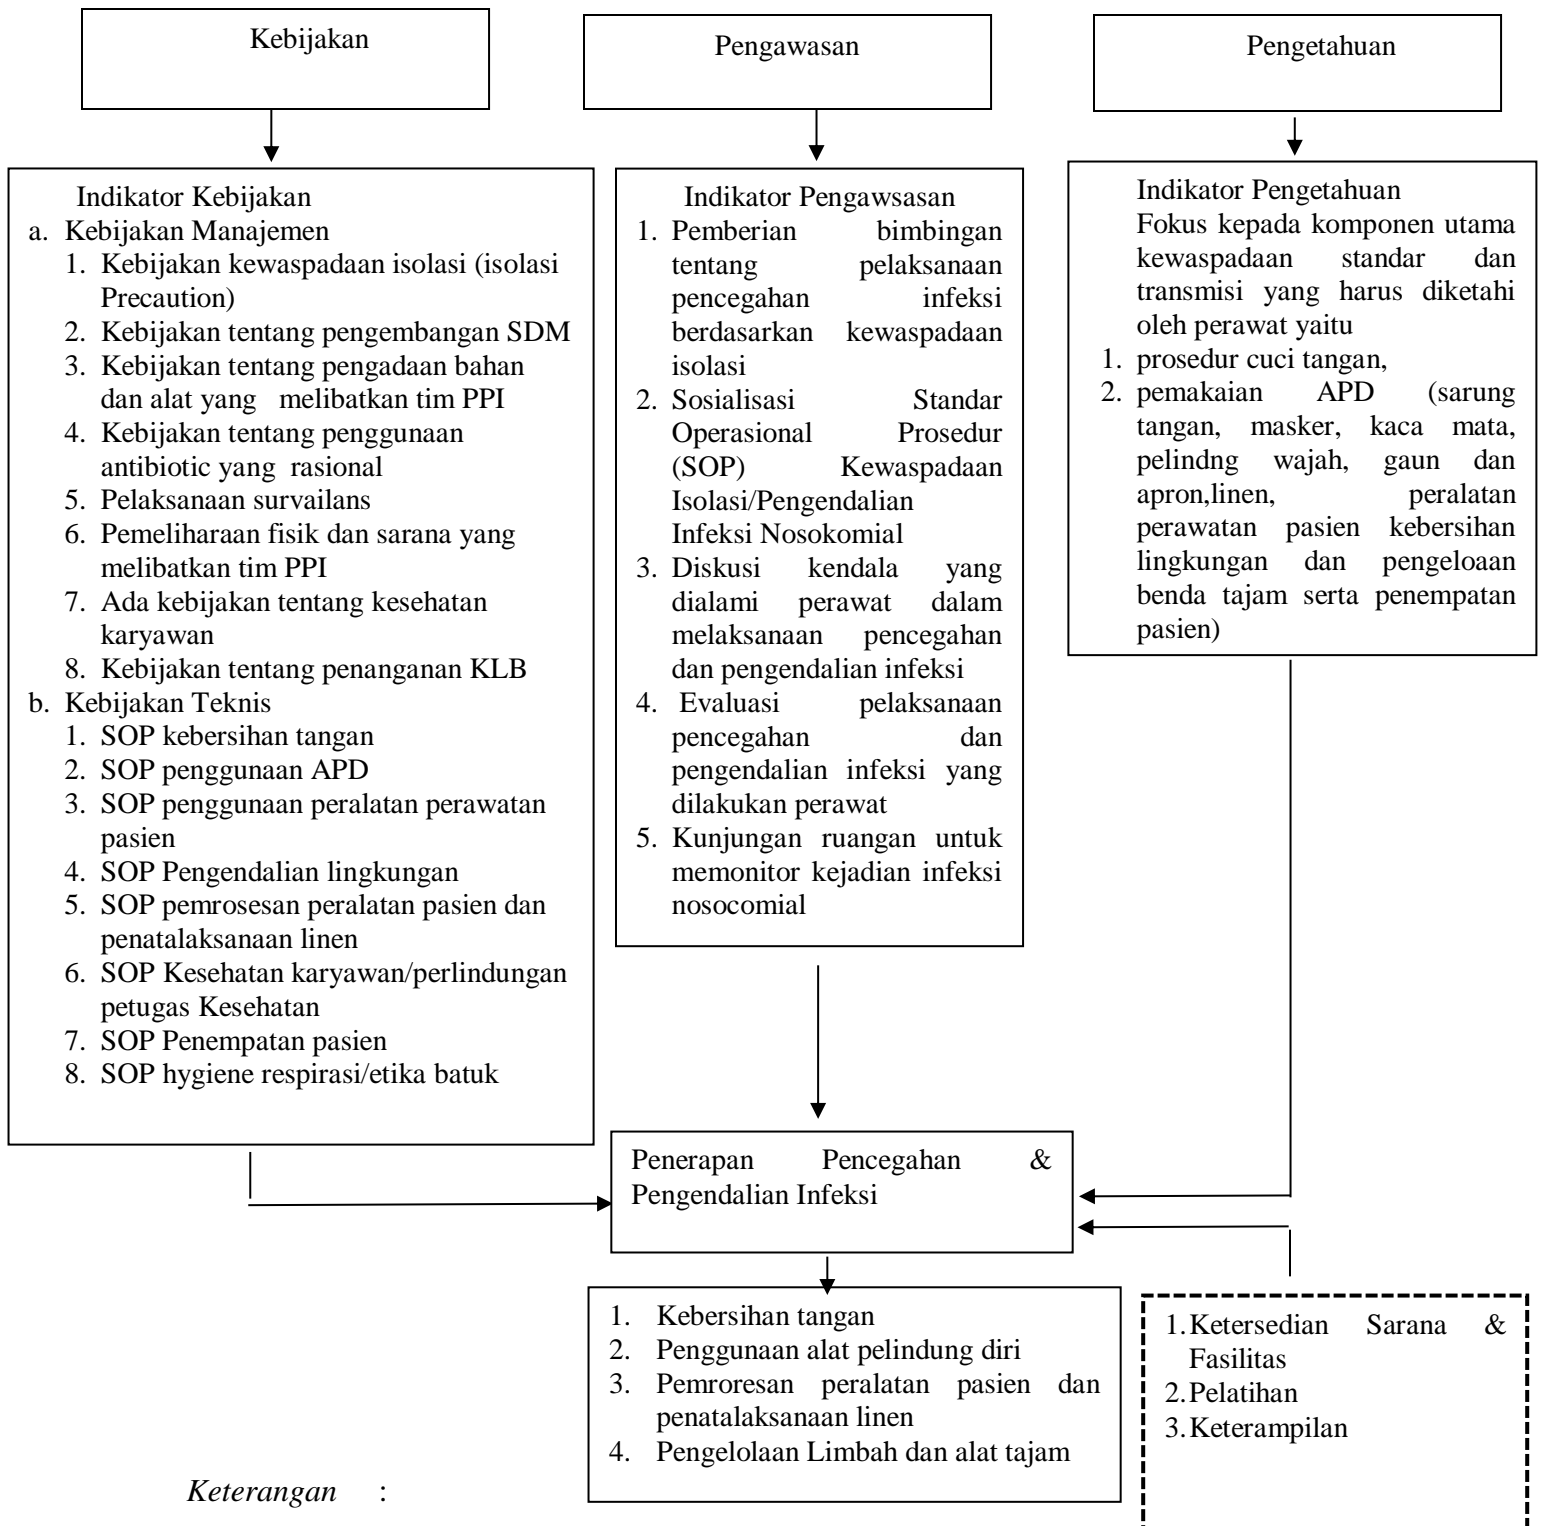 Kebijakan
Pengawasan
Pengetahuan
Indikator Kebijakan
a. Kebijakan Manajemen
1. Kebijakan kewaspadaan isolasi (isolasi
Precaution)
2. Kebijakan tentang pengembangan SDM
3. Kebijakan tentang pengadaan bahan
dan alat yang melibatkan tim PPI
4. Kebijakan tentang penggunaan
antibiotic yang rasional
5. Pelaksanaan survailans
6. Pemeliharaan fisik dan sarana yang
melibatkan tim PPI
7. Ada kebijakan tentang kesehatan
karyawan
8. Kebijakan tentang penanganan KLB
b. Kebijakan Teknis
1. SOP kebersihan tangan
2. SOP penggunaan APD
3. SOP penggunaan peralatan perawatan
pasien
4. SOP Pengendalian lingkungan
5. SOP pemrosesan peralatan pasien dan
penatalaksanaan linen
6. SOP Kesehatan karyawan/perlindungan
petugas Kesehatan
7. SOP Penempatan pasien
8. SOP hygiene respirasi/etika batuk
Indikator Pengawsasan
1. Pemberian bimbingan
tentang pelaksanaan
pencegahan infeksi
berdasarkan kewaspadaan
isolasi
2. Sosialisasi Standar
Operasional Prosedur
(SOP) Kewaspadaan
Isolasi/Pengendalian
Infeksi Nosokomial
3. Diskusi kendala yang
dialami perawat dalam
melaksanaan pencegahan
dan pengendalian infeksi
4. Evaluasi pelaksanaan
pencegahan dan
pengendalian infeksi yang
dilakukan perawat
5. Kunjungan ruangan untuk
memonitor kejadian infeksi
nosocomial
Indikator Pengetahuan
Fokus kepada komponen utama
kewaspadaan standar dan
transmisi yang harus diketahi
oleh perawat yaitu
1. prosedur cuci tangan,
2. pemakaian APD (sarung
tangan, masker, kaca mata,
pelindng wajah, gaun dan
apron,linen, peralatan
perawatan pasien kebersihan
lingkungan dan pengeloaan
benda tajam serta penempatan
pasien)
Penerapan Pencegahan &
Pengendalian Infeksi
1. Kebersihan tangan
2. Penggunaan alat pelindung diri
3. Pemroresan peralatan pasien dan
penatalaksanaan linen
4. Pengelolaan Limbah dan alat tajam
1.Ketersedian Sarana &
Fasilitas
2.Pelatihan
3.Keterampilan
Keterangan :